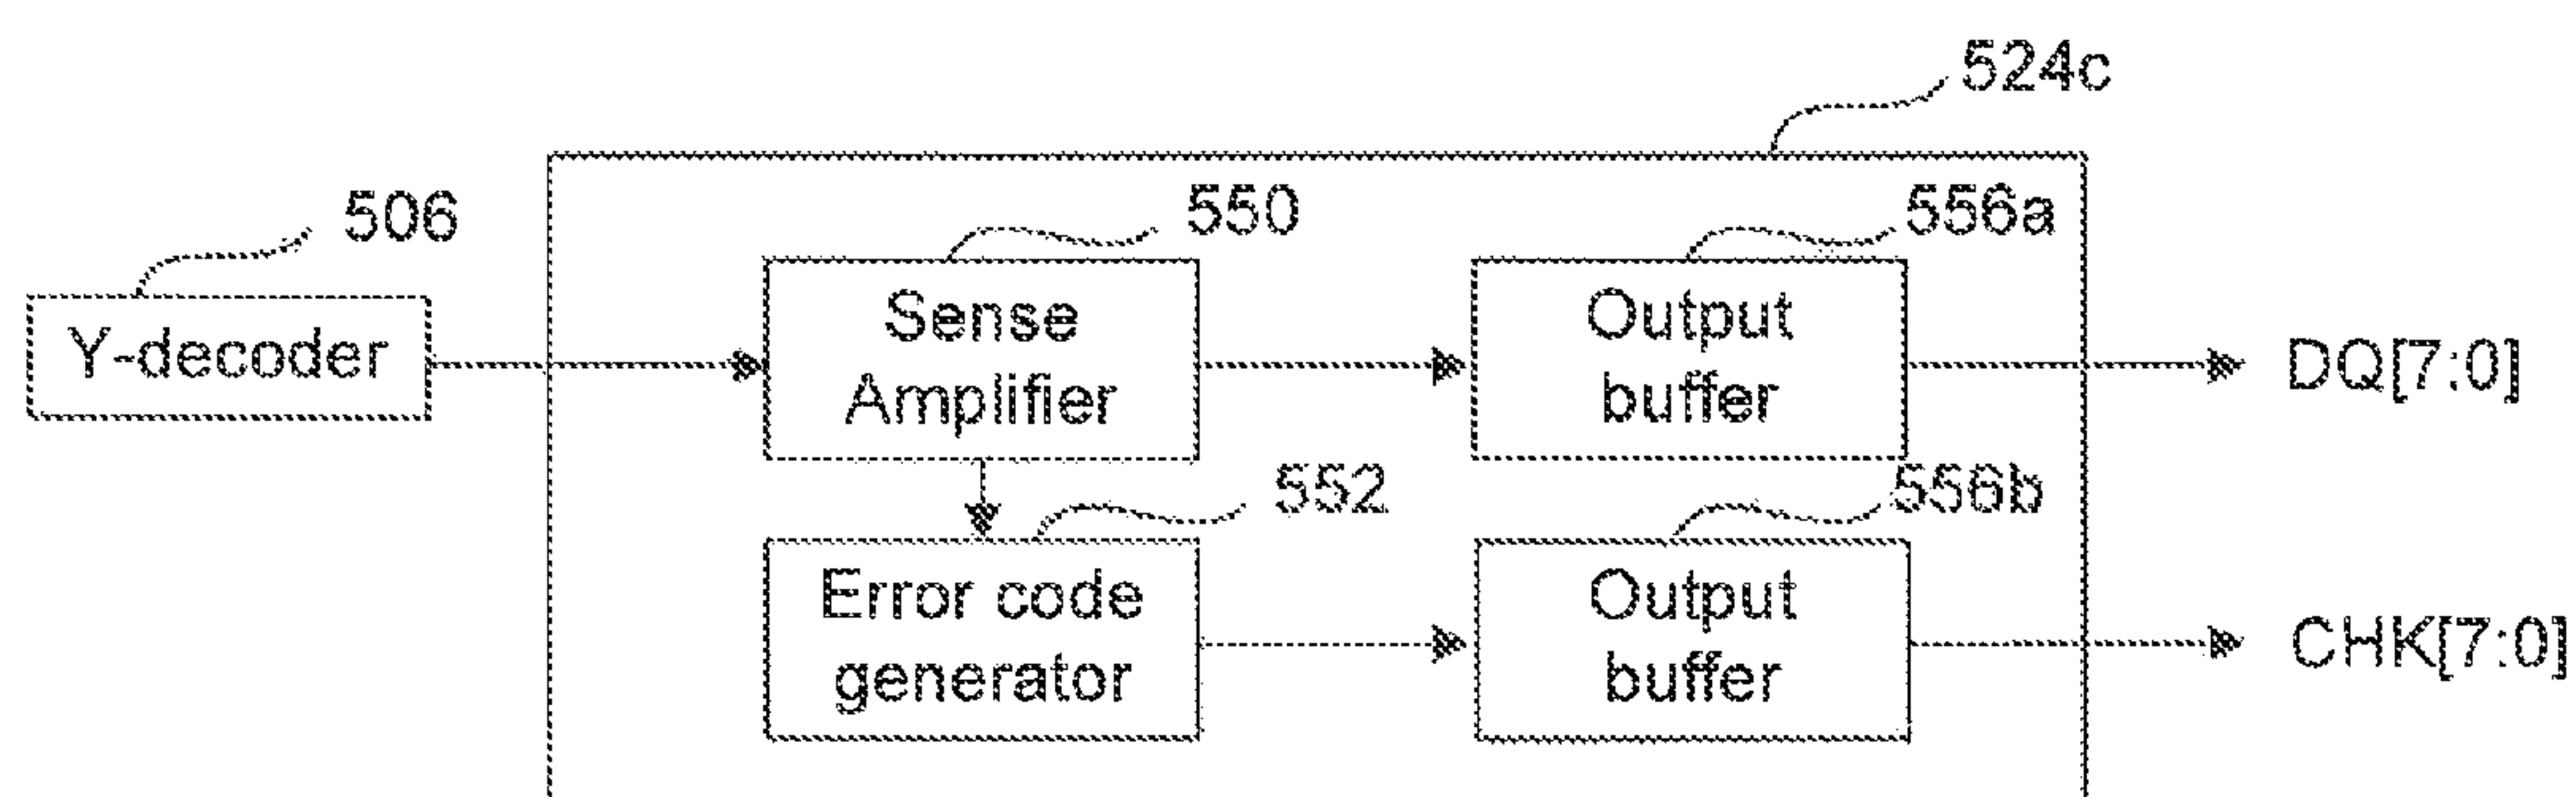 524c
506
550
556a
Y-decoder
Sense
Amplifier
Output
buffer
DQ[7:0]
552
556b
Error code
generator
Output
buffer
CHK[7:0]